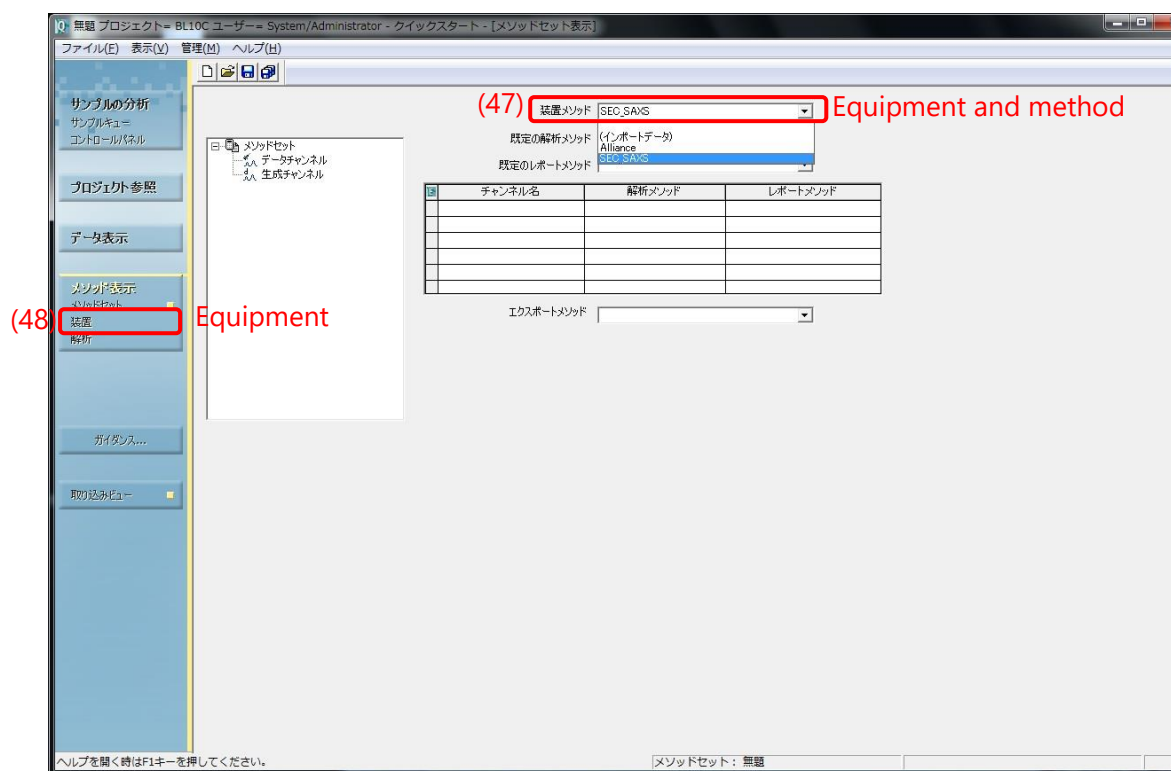 無題 プロジェクト= BL10C ユーザー= System/Administrator - クイックスタート - [メソッドセット表示]
ファイル(F) 表示(V) 管理(M) ヘルプ(H)
サンプルの分析
サンプルキュー
コントロールパネル
プロジェクト参照
データ表示
メソッド表示
メソッドセット
(48) 装置 Equipment
解析
ガイダンス...
取り込みビュー
メソッドセット
データチャンネル
生成チャンネル
(47) 装置メソッド SEC_SAXS Equipment and method
(インポートデータ)
Alliance
SEC SAXS
既定の解析メソッド
既定のレポートメソッド
チャンネル名 解析メソッド レポートメソッド
エクスポートメソッド
ヘルプを開く時はF1キーを押してください。 メソッドセット: 無題